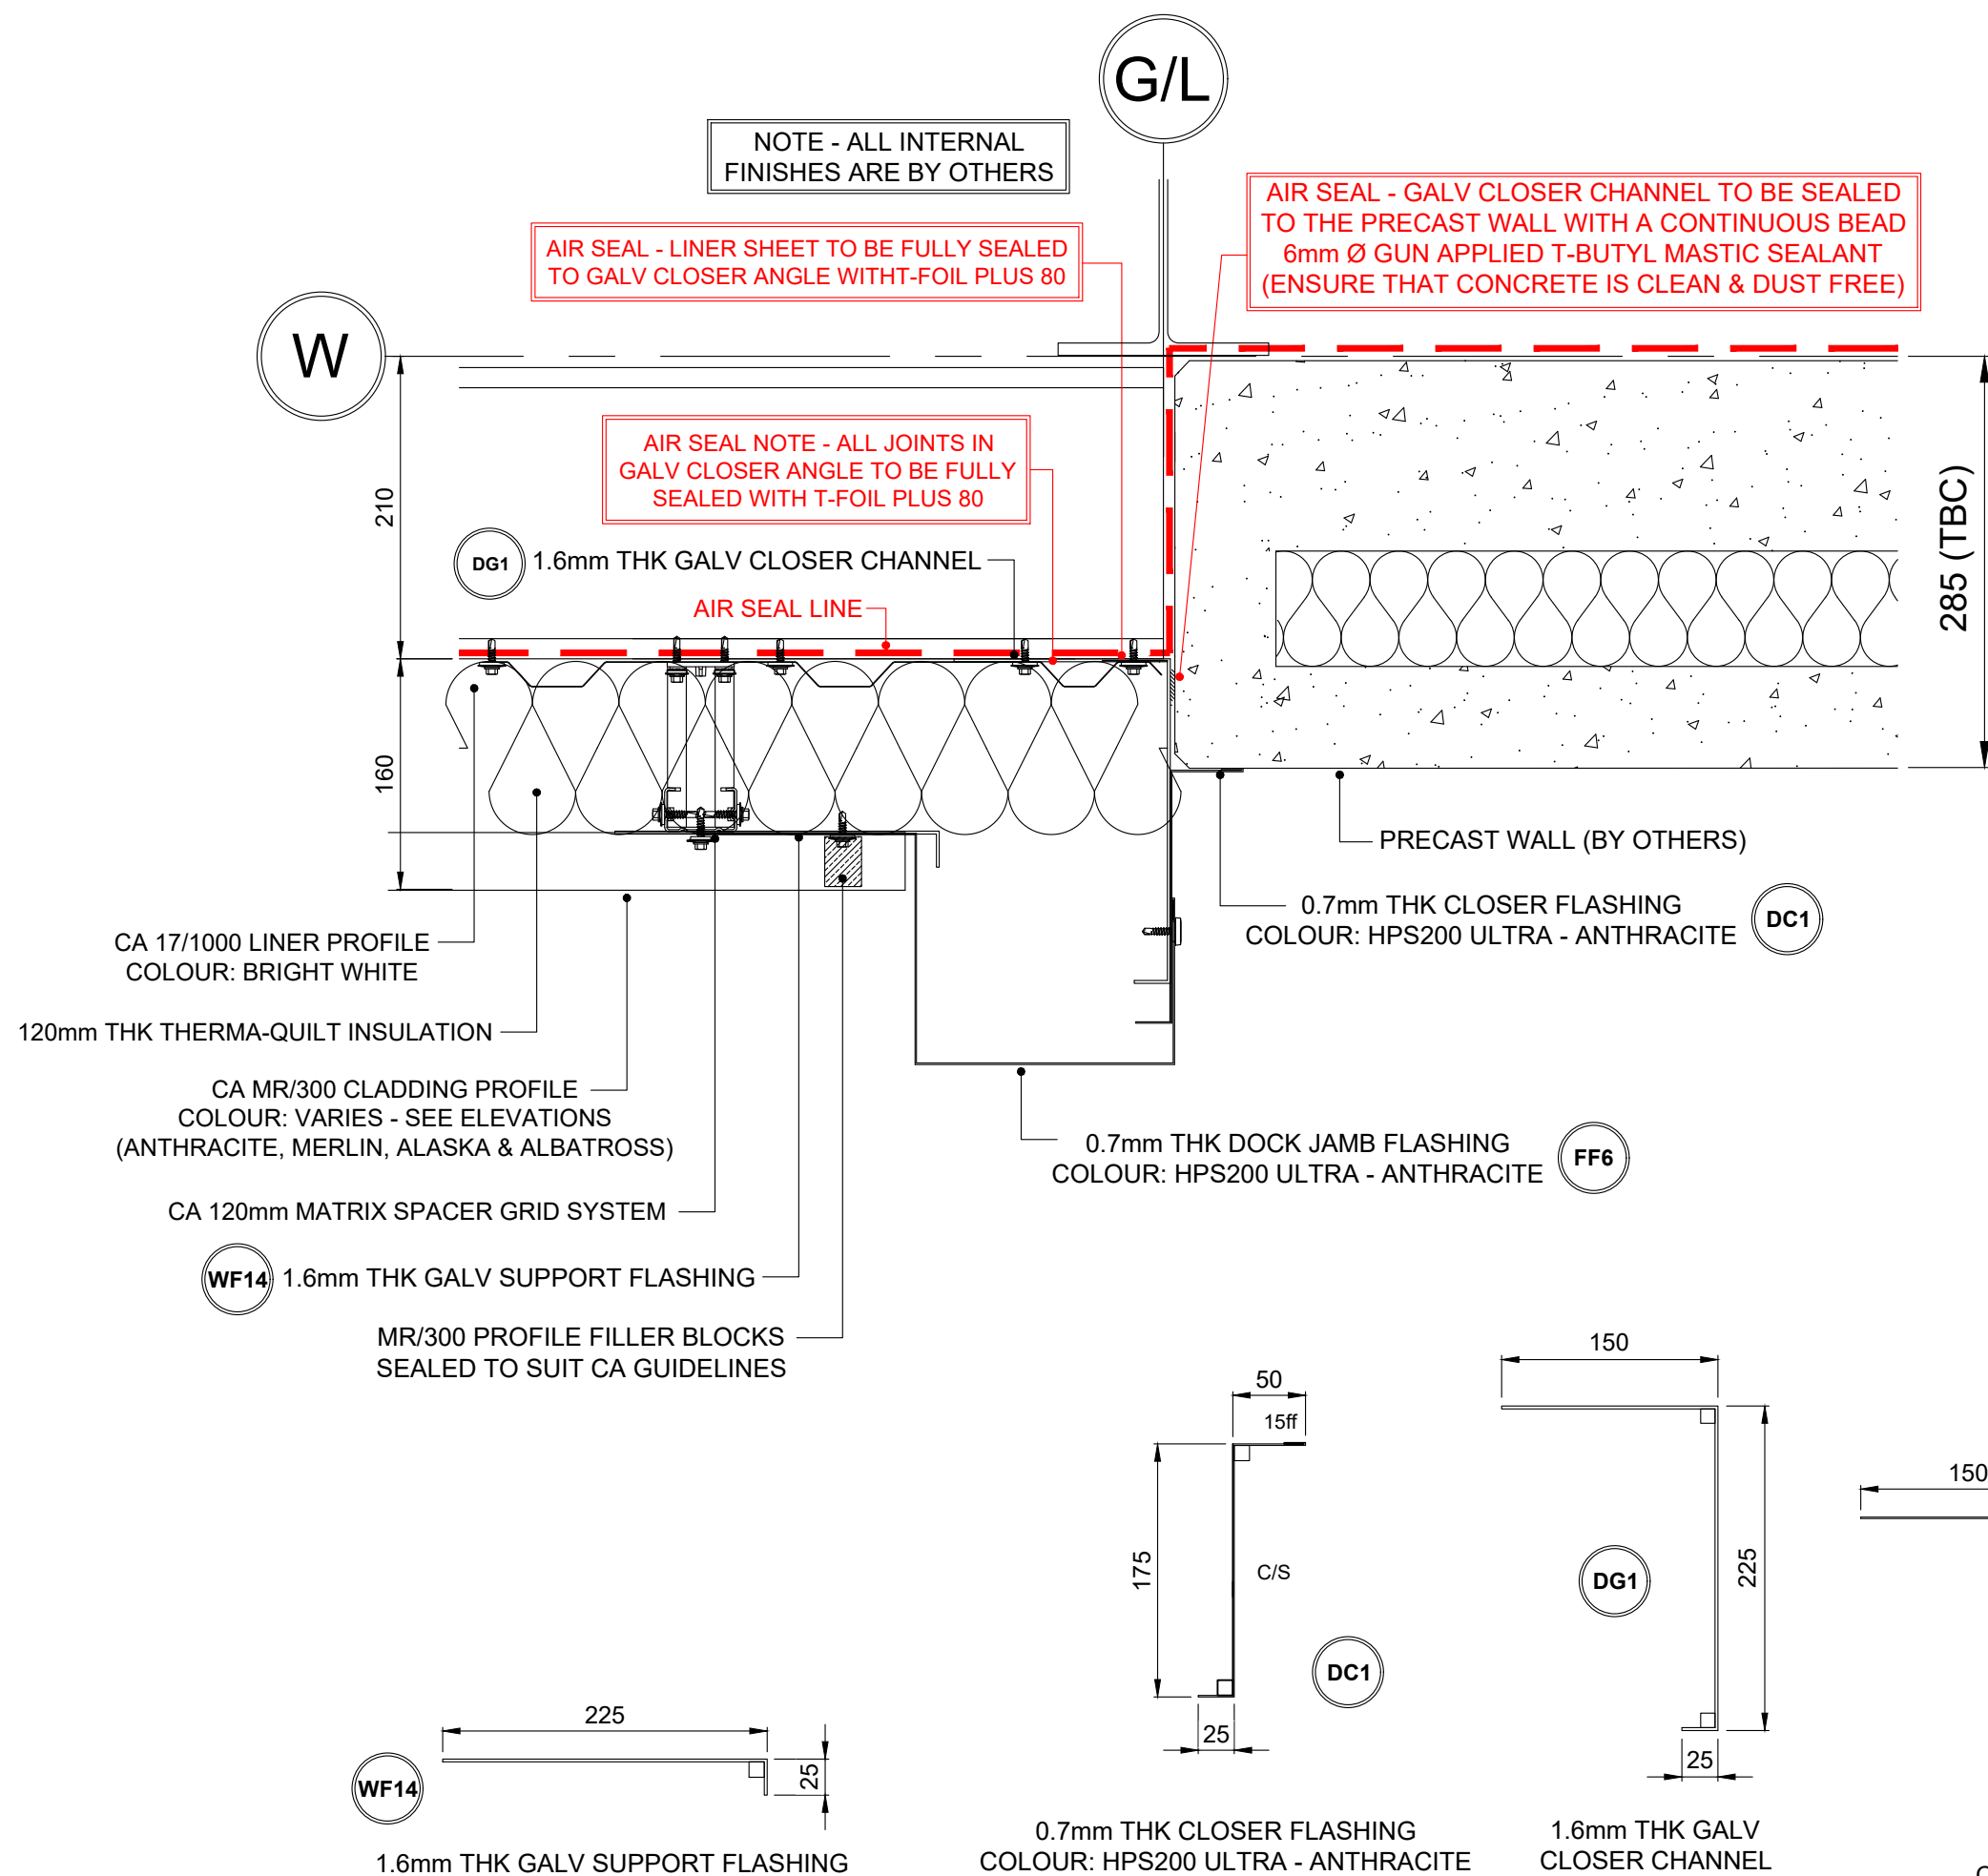 G/L
NOTE - ALL INTERNAL
FINISHES ARE BY OTHERS
AIR SEAL - GALV CLOSER CHANNEL TO BE SEALED
TO THE PRECAST WALL WITH A CONTINUOUS BEAD
6mm Ø GUN APPLIED T-BUTYL MASTIC SEALANT
(ENSURE THAT CONCRETE IS CLEAN & DUST FREE)
AIR SEAL - LINER SHEET TO BE FULLY SEALED
TO GALV CLOSER ANGLE WITHT-FOIL PLUS 80
W
AIR SEAL NOTE - ALL JOINTS IN
GALV CLOSER ANGLE TO BE FULLY
SEALED WITH T-FOIL PLUS 80
210
285 (TBC)
DG1
1.6mm THK GALV CLOSER CHANNEL
AIR SEAL LINE
160
PRECAST WALL (BY OTHERS)
0.7mm THK CLOSER FLASHING
COLOUR: HPS200 ULTRA - ANTHRACITE
DC1
CA 17/1000 LINER PROFILE
COLOUR: BRIGHT WHITE
120mm THK THERMA-QUILT INSULATION
CA MR/300 CLADDING PROFILE
COLOUR: VARIES - SEE ELEVATIONS
(ANTHRACITE, MERLIN, ALASKA & ALBATROSS)
0.7mm THK DOCK JAMB FLASHING
COLOUR: HPS200 ULTRA - ANTHRACITE
FF6
CA 120mm MATRIX SPACER GRID SYSTEM
WF14
1.6mm THK GALV SUPPORT FLASHING
MR/300 PROFILE FILLER BLOCKS
SEALED TO SUIT CA GUIDELINES
225
25
WF14
1.6mm THK GALV SUPPORT FLASHING
50
15ff
175
C/S
DC1
25
0.7mm THK CLOSER FLASHING
COLOUR: HPS200 ULTRA - ANTHRACITE
150
225
DG1
25
1.6mm THK GALV
CLOSER CHANNEL
150